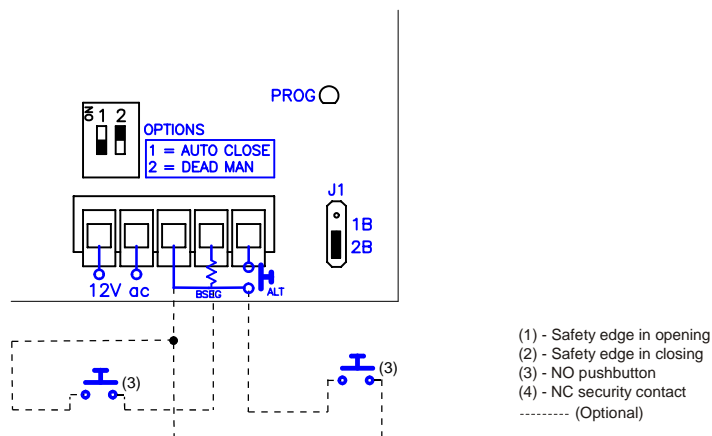 PROG
ON
1 2
OPTIONS
1 = AUTO CLOSE
2 = DEAD MAN
J1
1B
2B
12V ac
BSEG
ALT
(3)
(3)
(1) - Safety edge in opening
(2) - Safety edge in closing
(3) - NO pushbutton
(4) - NC security contact
--------- (Optional)